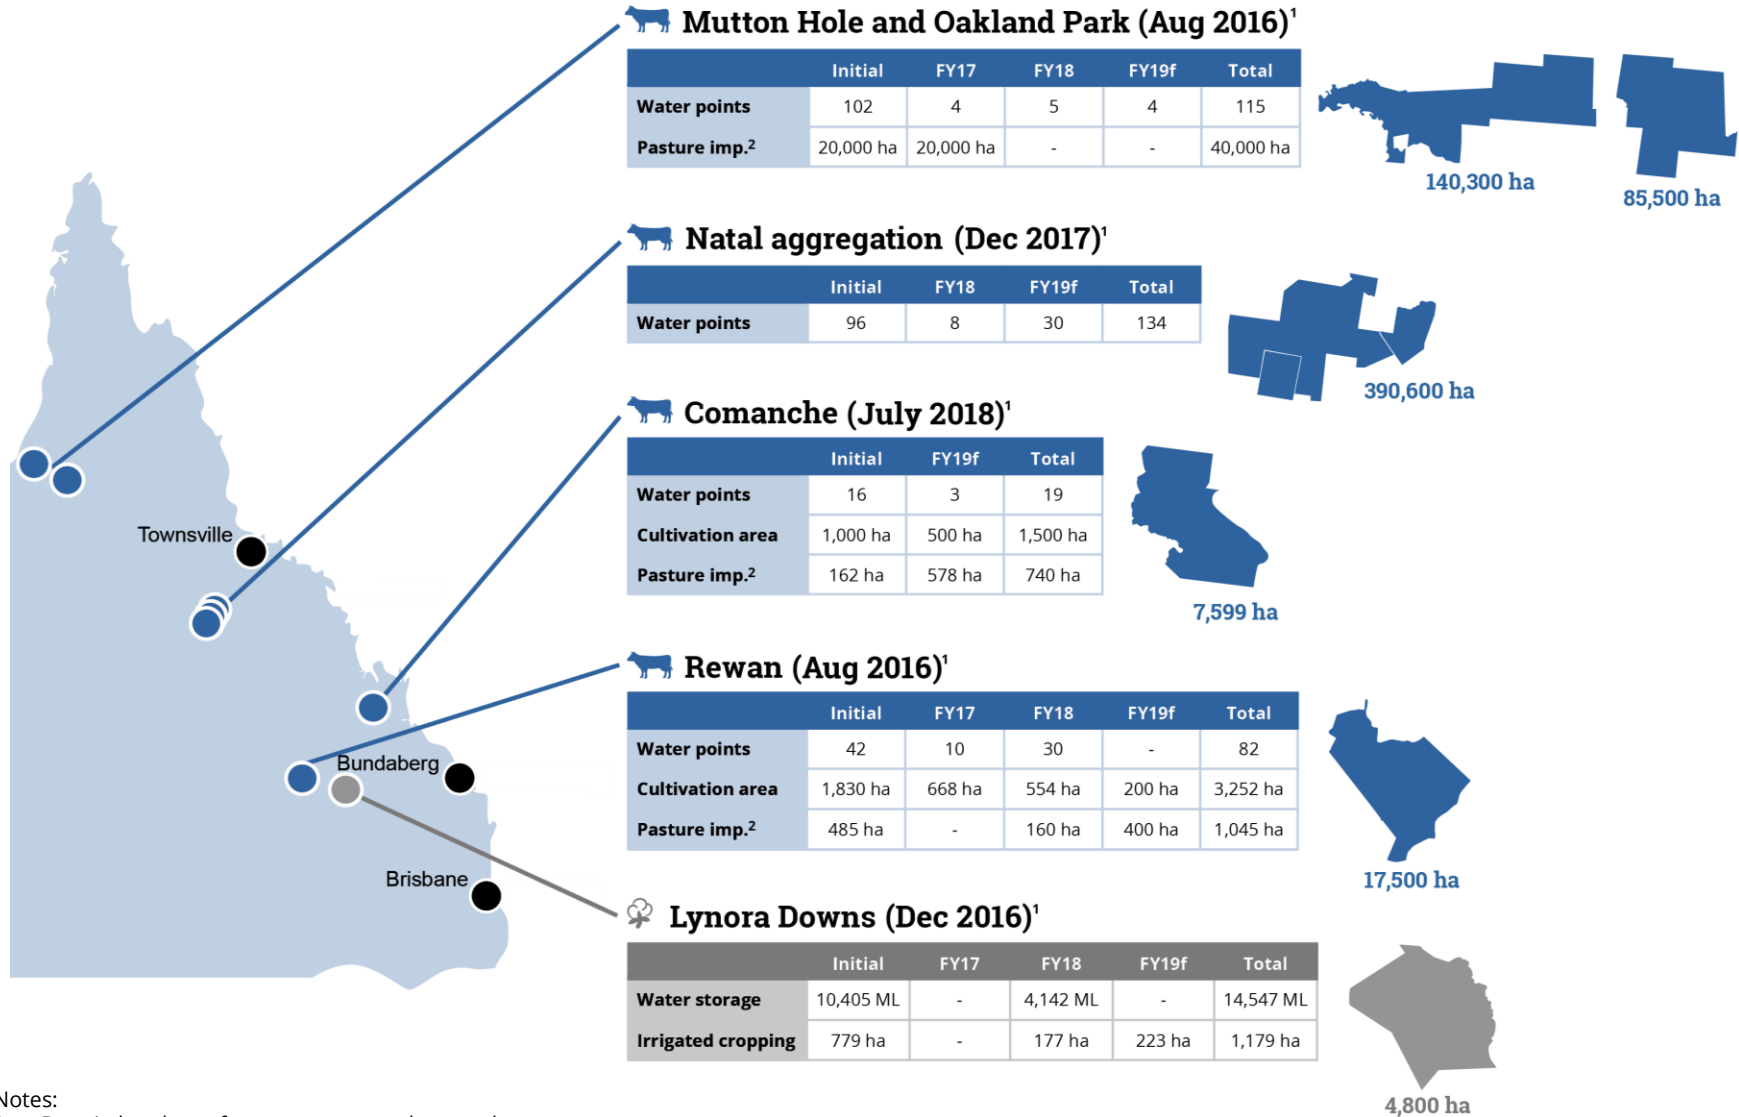 Mutton Hole and Oakland Park (Aug 2016)¹
Initial FY17 FY18 FY19f Total
Water points 102 4 5 4 115
Pasture imp.² 20,000 ha 20,000 ha - - 40,000 ha
140,300 ha
85,500 ha
Natal aggregation (Dec 2017)¹
Initial FY18 FY19f Total
Water points 96 8 30 134
390,600 ha
Comanche (July 2018)¹
Initial FY19f Total
Water points 16 3 19
Cultivation area 1,000 ha 500 ha 1,500 ha
Pasture imp.² 162 ha 578 ha 740 ha
7,599 ha
Rewan (Aug 2016)¹
Initial FY17 FY18 FY19f Total
Water points 42 10 30 - 82
Cultivation area 1,830 ha 668 ha 554 ha 200 ha 3,252 ha
Pasture imp.² 485 ha - 160 ha 400 ha 1,045 ha
17,500 ha
Lynora Downs (Dec 2016)¹
Initial FY17 FY18 FY19f Total
Water storage 10,405 ML - 4,142 ML - 14,547 ML
Irrigated cropping 779 ha - 177 ha 223 ha 1,179 ha
4,800 ha
Townsville
Bundaberg
Brisbane
Notes: